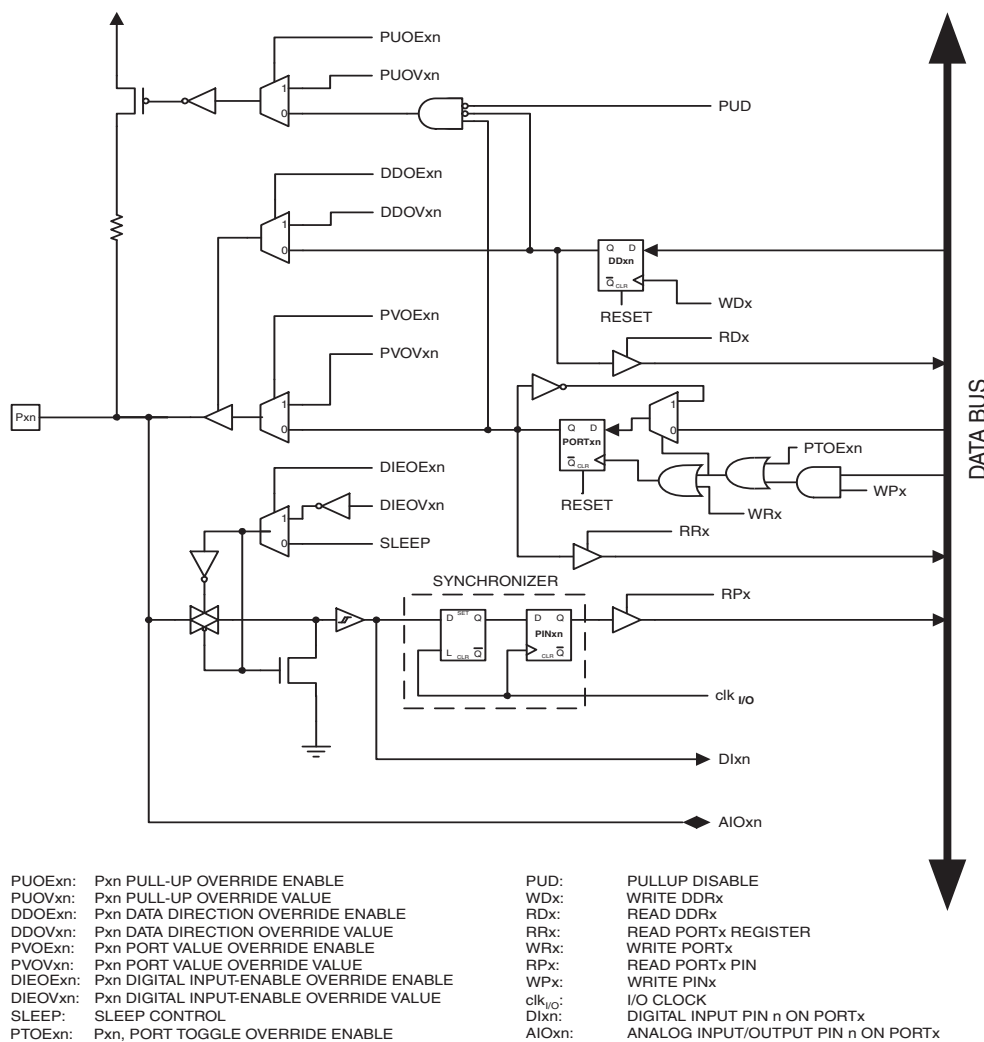 PUOExn
PUOVxn
1
0
PUD
DDOExn
DDOVxn
1
0
Q D
DDxn
Q CLR
WDx
RESET
RDx
PVOExn
PVOVxn
1
0
Pxn
1
0
Q D
PORTxn
Q CLR
PTOExn
WPx
RESET
WRx
RRx
DATA BUS
DIEOExn
DIEOVxn
1
0
SLEEP
SYNCHRONIZER
D SET Q
L CLR Q
D Q
PINxn
CLR Q
RPx
clk I/O
DIxn
AIOxn
PUOExn: Pxn PULL-UP OVERRIDE ENABLE
PUOVxn: Pxn PULL-UP OVERRIDE VALUE
DDOExn: Pxn DATA DIRECTION OVERRIDE ENABLE
DDOVxn: Pxn DATA DIRECTION OVERRIDE VALUE
PVOExn: Pxn PORT VALUE OVERRIDE ENABLE
PVOVxn: Pxn PORT VALUE OVERRIDE VALUE
DIEOExn: Pxn DIGITAL INPUT-ENABLE OVERRIDE ENABLE
DIEOVxn: Pxn DIGITAL INPUT-ENABLE OVERRIDE VALUE
SLEEP: SLEEP CONTROL
PTOExn: Pxn, PORT TOGGLE OVERRIDE ENABLE
PUD: PULLUP DISABLE
WDx: WRITE DDRx
RDx: READ DDRx
RRx: READ PORTx REGISTER
WRx: WRITE PORTx
RPx: READ PORTx PIN
WPx: WRITE PINx
clkI/O: I/O CLOCK
DIxn: DIGITAL INPUT PIN n ON PORTx
AIOxn: ANALOG INPUT/OUTPUT PIN n ON PORTx